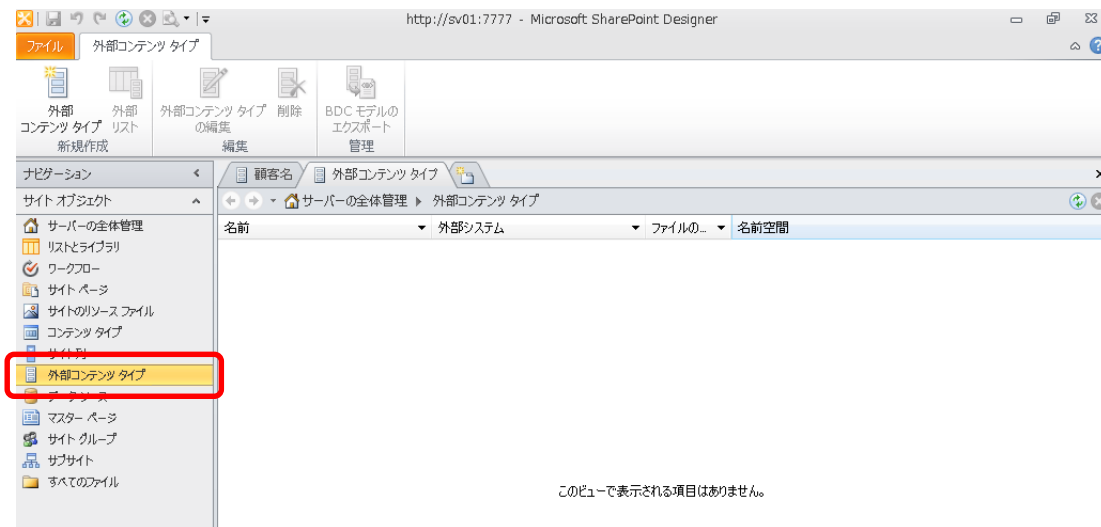 http://sv01:7777 - Microsoft SharePoint Designer
ファイル 外部コンテンツ タイプ
外部
コンテンツ タイプ
外部
リスト
外部コンテンツ タイプ
の編集
削除
BDC モデルの
エクスポート
新規作成 編集 管理
ナビゲーション
顧客名 外部コンテンツ タイプ
サイト オブジェクト
サーバーの全体管理 外部コンテンツ タイプ
名前 外部システム ファイルの... 名前空間
サーバーの全体管理
リストとライブラリ
ワークフロー
サイト ページ
サイトのリソース ファイル
コンテンツ タイプ
サイト列
外部コンテンツ タイプ
データ ソース
マスター ページ
サイト グループ
サブサイト
すべてのファイル
このビューで表示される項目はありません。